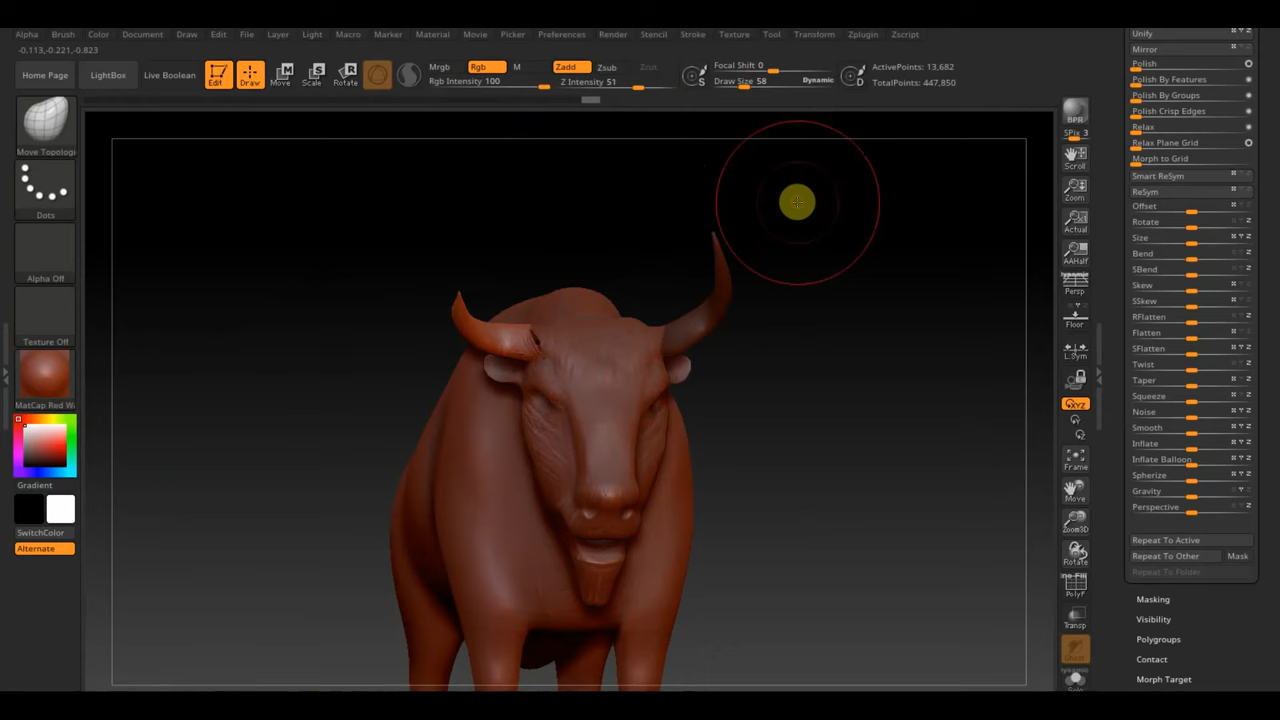 Alpha Brush Color Document Draw Edit File Layer Light Macro Marker Material Movie Picker Preferences Render Stencil Stroke Texture Tool Transform Zplugin Zscript
-0.113,-0.221,-0.823
Home Page
LightBox
Live Boolean
Edit
Draw
Move
Scale
Rotate
Mrgb Rgb M
Rgb Intensity 100
Zadd Zsub Zcut
Z Intensity 51
S
Focal Shift 0
Draw Size 58 Dynamic
D
ActivePoints: 13,682
TotalPoints: 447,850
Move Topologi
Dots
Alpha Off
Texture Off
MatCap Red W
Gradient
SwitchColor
Alternate
BPR
SPix 3
Scroll
Zoom
Actual
AAHalf
Dynamic
Persp
Floor
L.Sym
XYZ
Y
Z
Frame
Move
Zoom3D
Rotate
PolyF
Transp
Ghost
Dynamic
Solo
Unify
Mirror
Polish
Polish By Features
Polish By Groups
Polish Crisp Edges
Relax
Relax Plane Grid
Morph to Grid
Smart ReSym
ReSym
Offset
Rotate
Size
Bend
SBend
Skew
SSkew
RFlatten
Flatten
SFlatten
Twist
Taper
Squeeze
Noise
Smooth
Inflate
Inflate Balloon
Spherize
Gravity
Perspective
Repeat To Active
Repeat To Other Mask
Repeat To Folder
Masking
Visibility
Polygroups
Contact
Morph Target